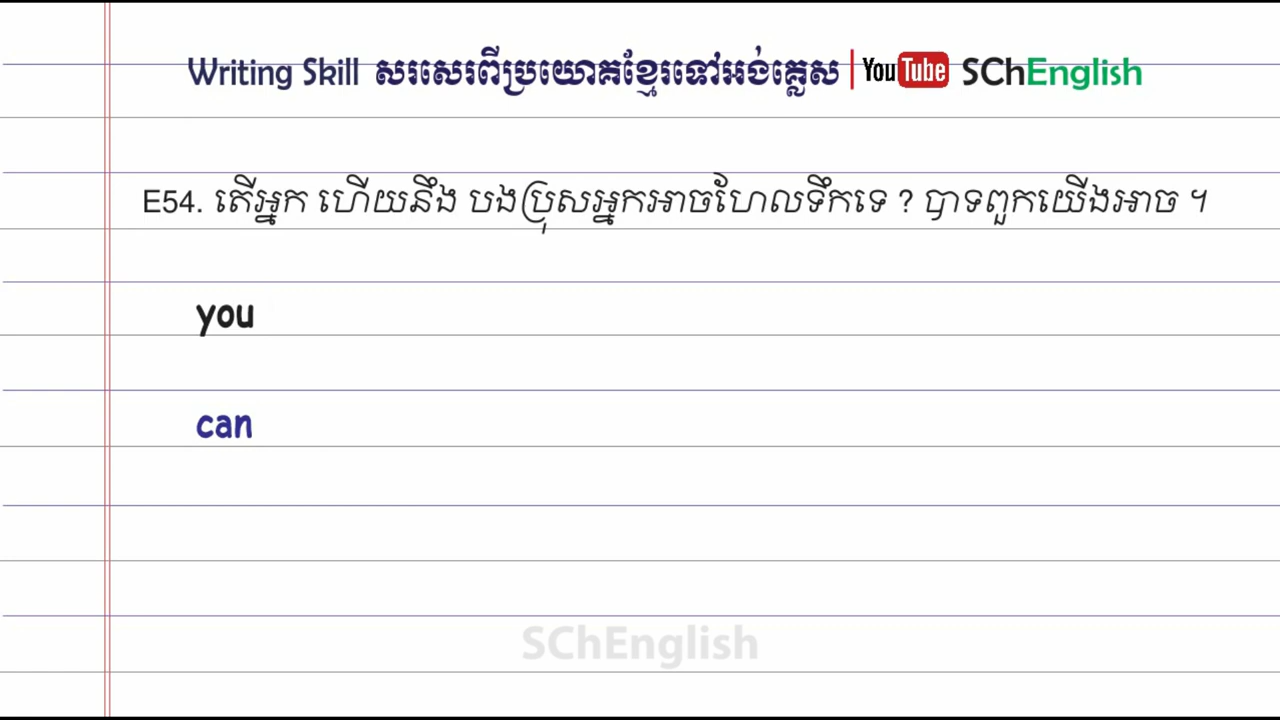 Writing Skill សរសេរពីប្រយោគខ្មែរទៅអង់គ្លេស | YouTube SChEnglish
E54. តើអ្នក ហើយនឹង បងប្រុសអ្នកអាចហែលទឹកទេ ? បាទពួកយើងអាច ។
you
can
SChEnglish